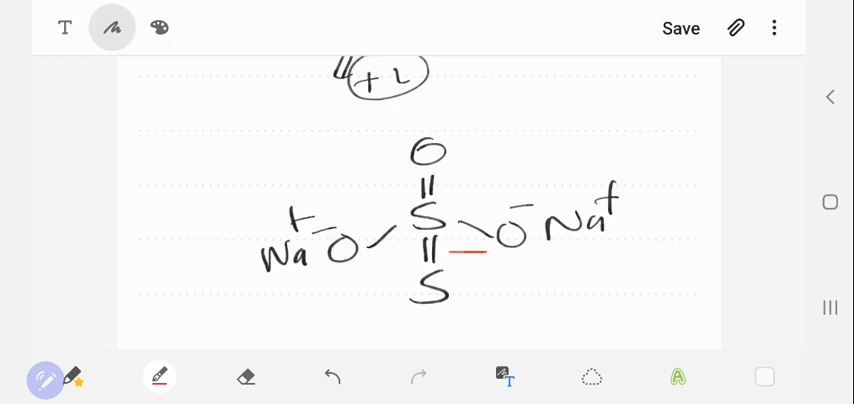 T Save
+2
O
||
+ S +
Na ⁻O O⁻ Na
||
S
A